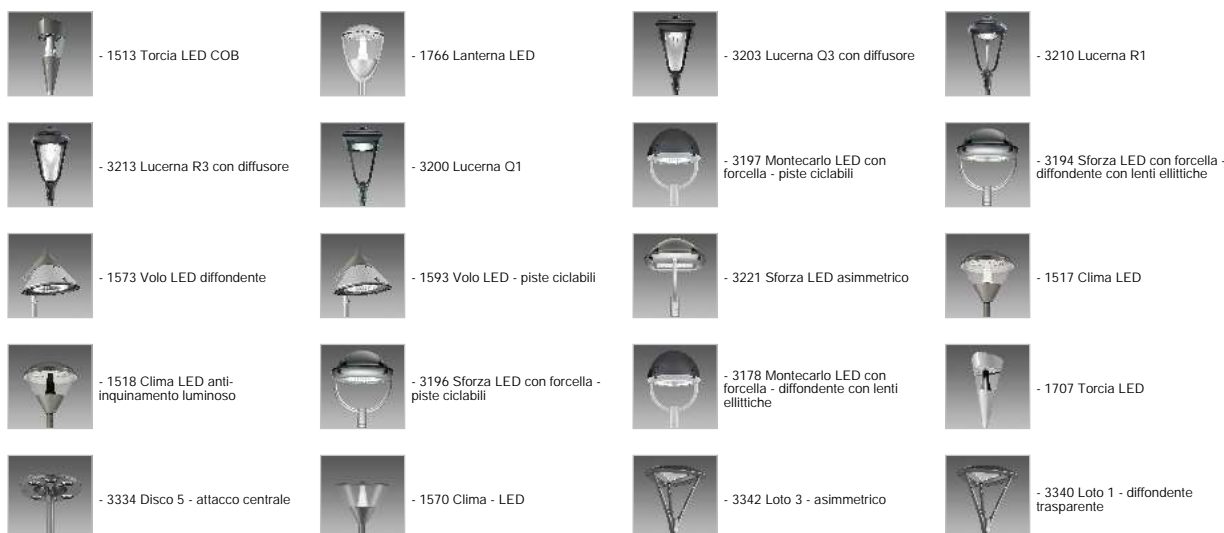 - 1513 Torcia LED COB
- 1766 Lanterna LED
- 3203 Lucerna Q3 con diffusore
- 3210 Lucerna R1
- 3213 Lucerna R3 con diffusore
- 3200 Lucerna Q1
- 3197 Montecarlo LED con
forcella - piste ciclabili
- 3194 Sforza LED con forcella -
diffondente con lenti ellittiche
- 1573 Volo LED diffondente
- 1593 Volo LED - piste ciclabili
- 3221 Sforza LED asimmetrico
- 1517 Clima LED
- 1518 Clima LED anti-
inquinamento luminoso
- 3196 Sforza LED con forcella -
piste ciclabili
- 3178 Montecarlo LED con
forcella - diffondente con lenti
ellittiche
- 1707 Torcia LED
- 3334 Disco 5 - attacco centrale
- 1570 Clima - LED
- 3342 Loto 3 - asimmetrico
- 3340 Loto 1 - diffondente
trasparente